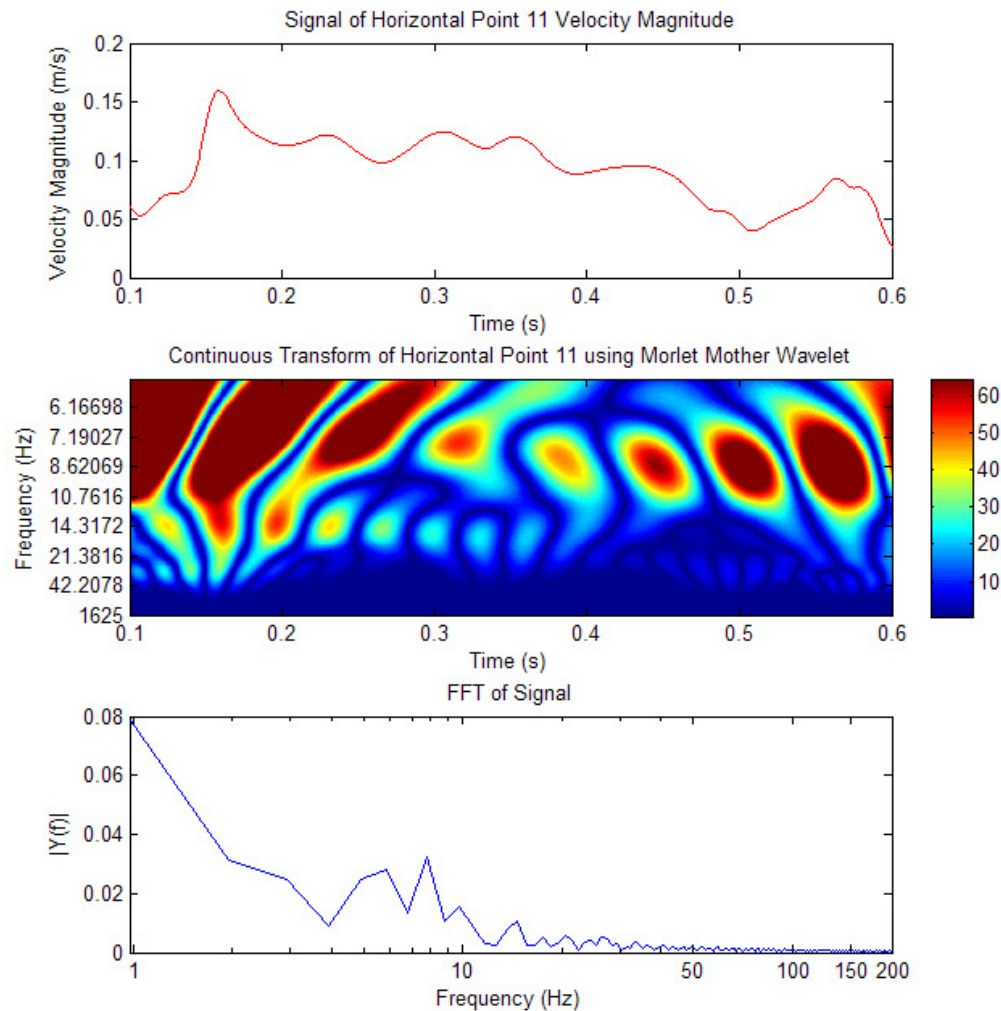 Signal of Horizontal Point 11 Velocity Magnitude
Velocity Magnitude (m/s)
0.2
0.15
0.1
0.05
0
0.1 0.2 0.3 0.4 0.5 0.6
Time (s)
Continuous Transform of Horizontal Point 11 using Morlet Mother Wavelet
Frequency (Hz)
6.16698
7.19027
8.62069
10.7616
14.3172
21.3816
42.2078
1625
0.1 0.2 0.3 0.4 0.5 0.6
Time (s)
60
50
40
30
20
10
FFT of Signal
|Y(f)|
0.08
0.06
0.04
0.02
0
1 10 50 100 150 200
Frequency (Hz)